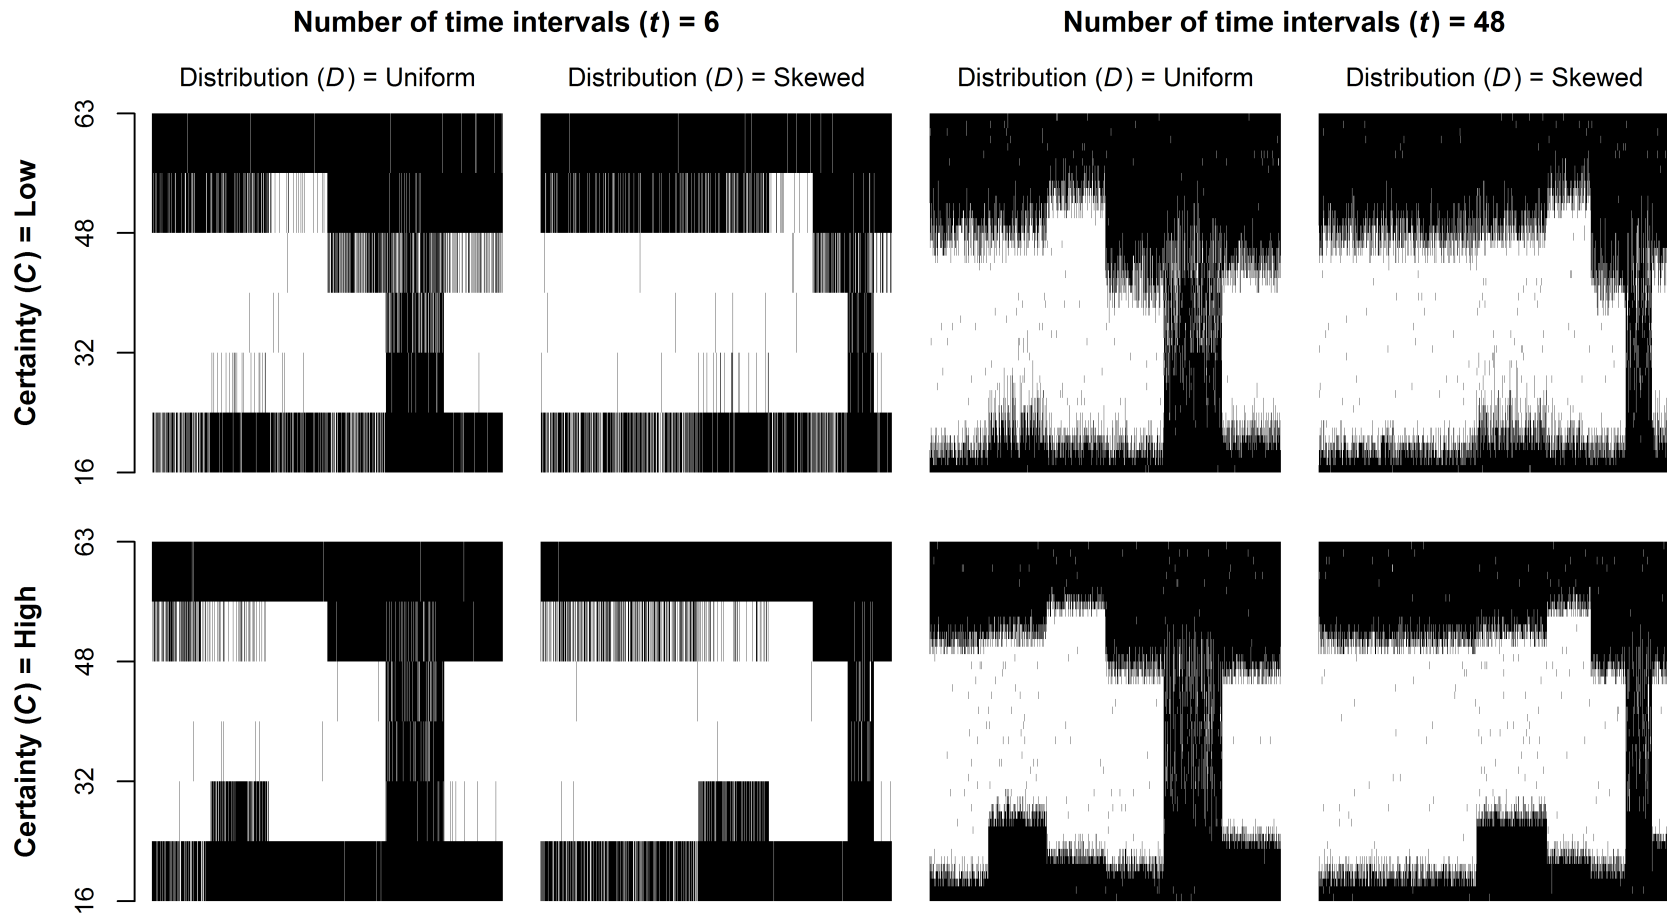 Number of time intervals (t) = 6
Number of time intervals (t) = 48
Distribution (D) = Uniform
Distribution (D) = Skewed
Distribution (D) = Uniform
Distribution (D) = Skewed
Certainty (C) = Low
63
48
32
16
Certainty (C) = High
63
48
32
16